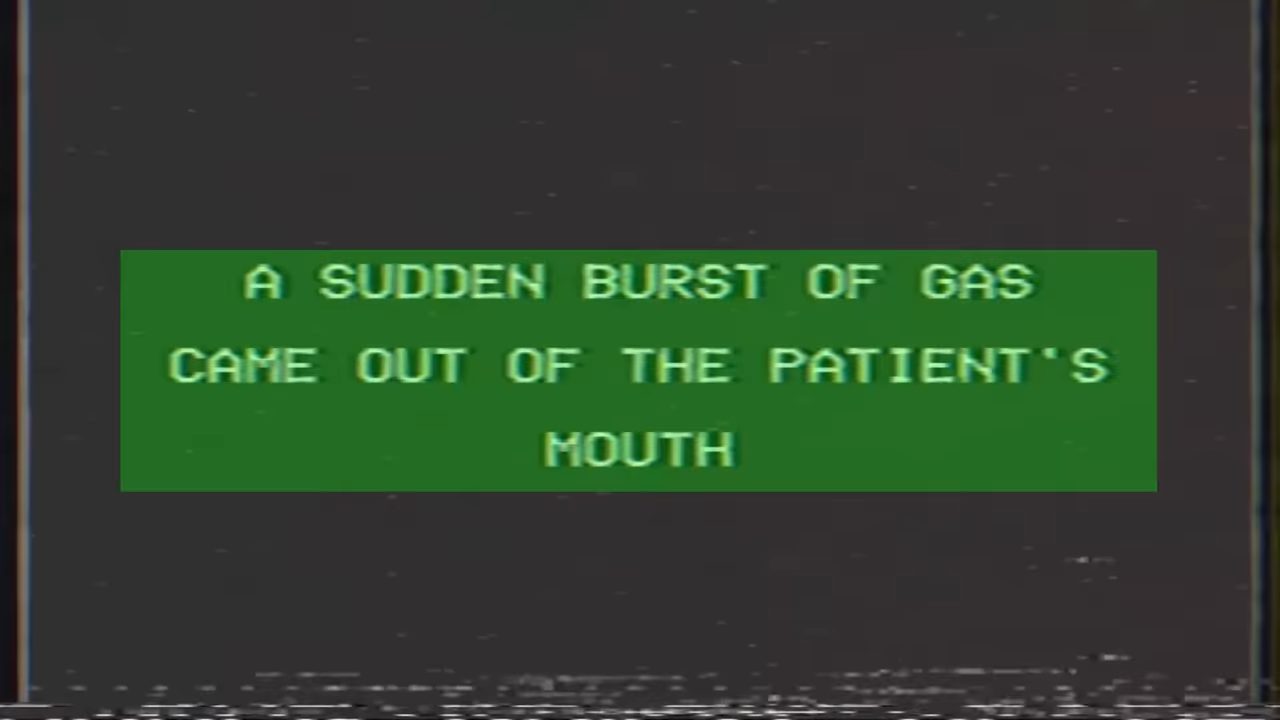 A SUDDEN BURST OF GAS
CAME OUT OF THE PATIENT'S
MOUTH